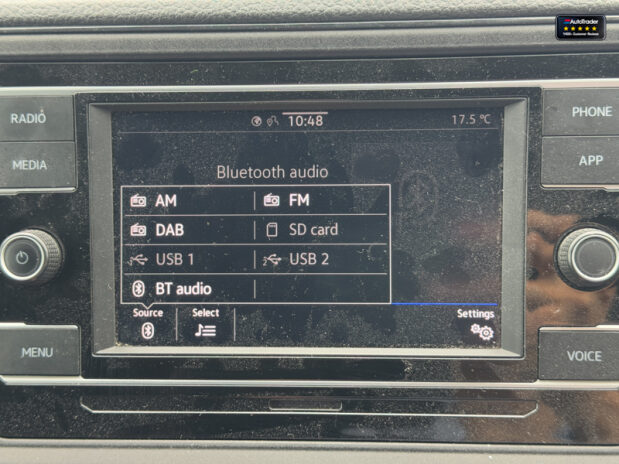 AutoTrader
RADIO
MEDIA
MENU
10:48
17.5 °C
Bluetooth audio
AM
FM
DAB
SD card
USB 1
USB 2
BT audio
Source
Select
Settings
PHONE
APP
VOICE